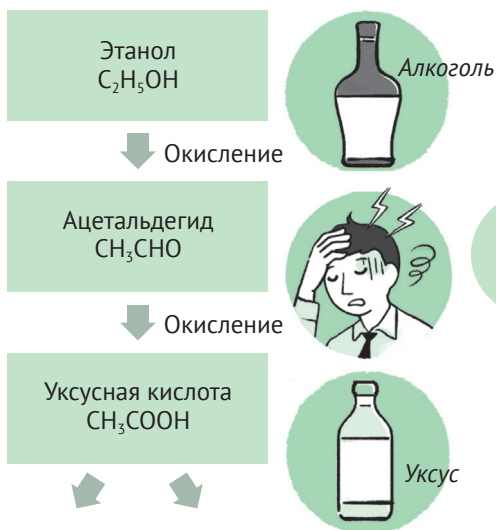 Этанол
C₂H₅OH
Алкоголь
Окисление
Ацетальдегид
CH₃CHO
Окисление
Уксусная кислота
CH₃COOH
Уксус